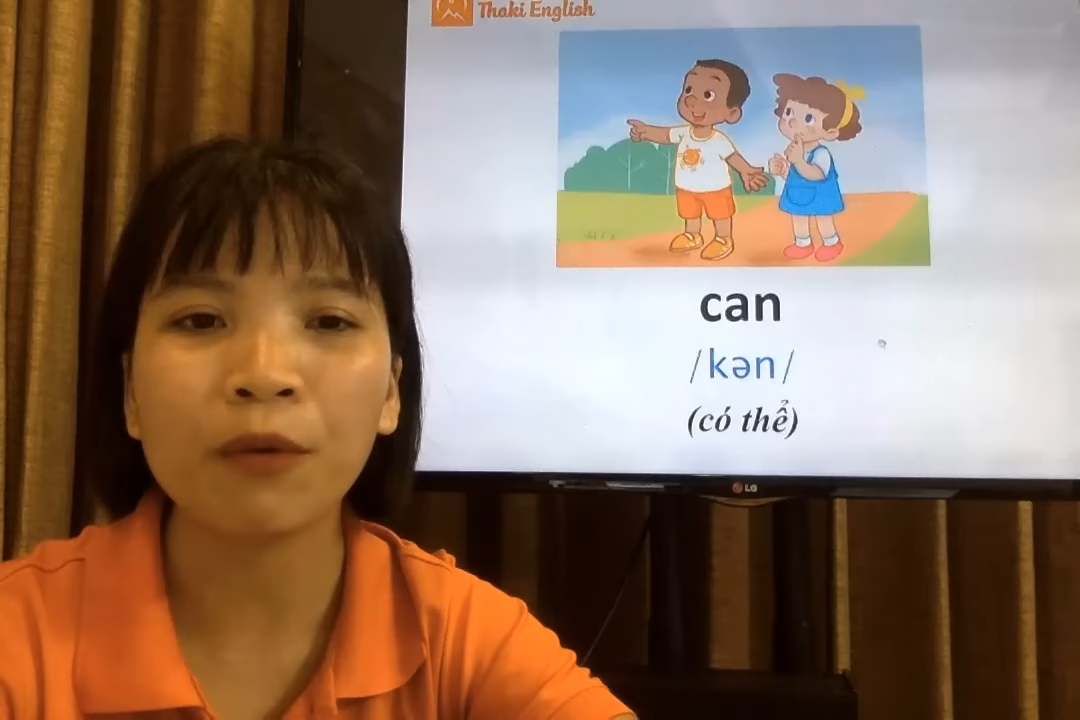 Thaki English
can
/kən/
(có thể)
LG